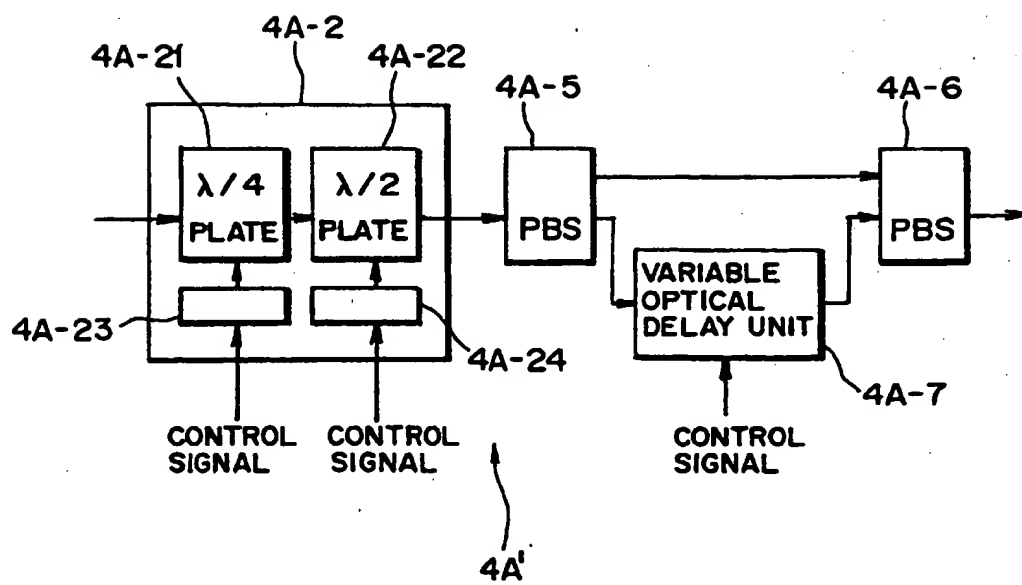 4A-2
4A-21
4A-22
4A-5
4A-6
λ/4
PLATE
λ/2
PLATE
PBS
PBS
VARIABLE
OPTICAL
DELAY UNIT
4A-23
4A-24
4A-7
CONTROL
SIGNAL
CONTROL
SIGNAL
CONTROL
SIGNAL
4A'